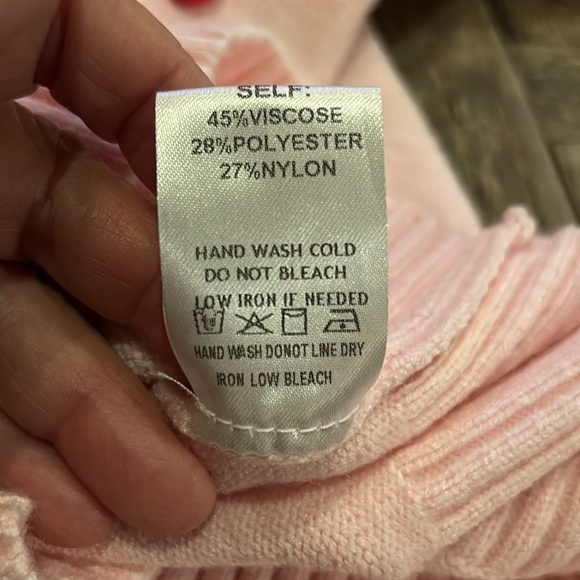 SELF:
45%VISCOSE
28%POLYESTER
27%NYLON
HAND WASH COLD
DO NOT BLEACH
LOW IRON IF NEEDED
HAND WASH DONOT LINE DRY
IRON LOW BLEACH